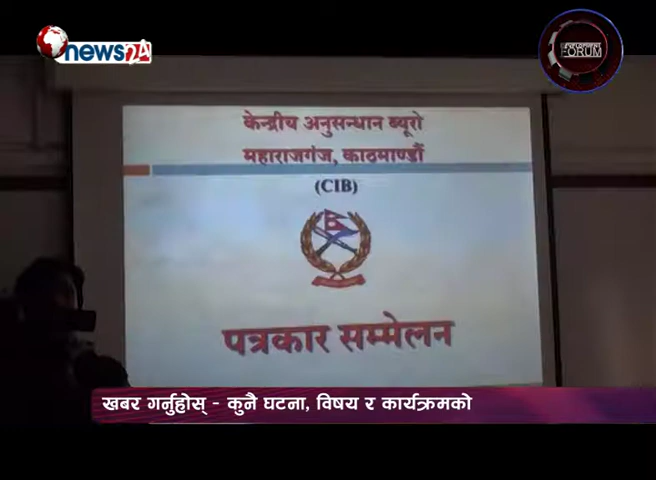 news24
FORUM
केन्द्रीय अनुसन्धान ब्यूरो
महाराजगंज, काठमाण्डौं
(CIB)
पत्रकार सम्मेलन
खबर गर्नुहोस् - कुनै घटना, विषय र कार्यक्रमको